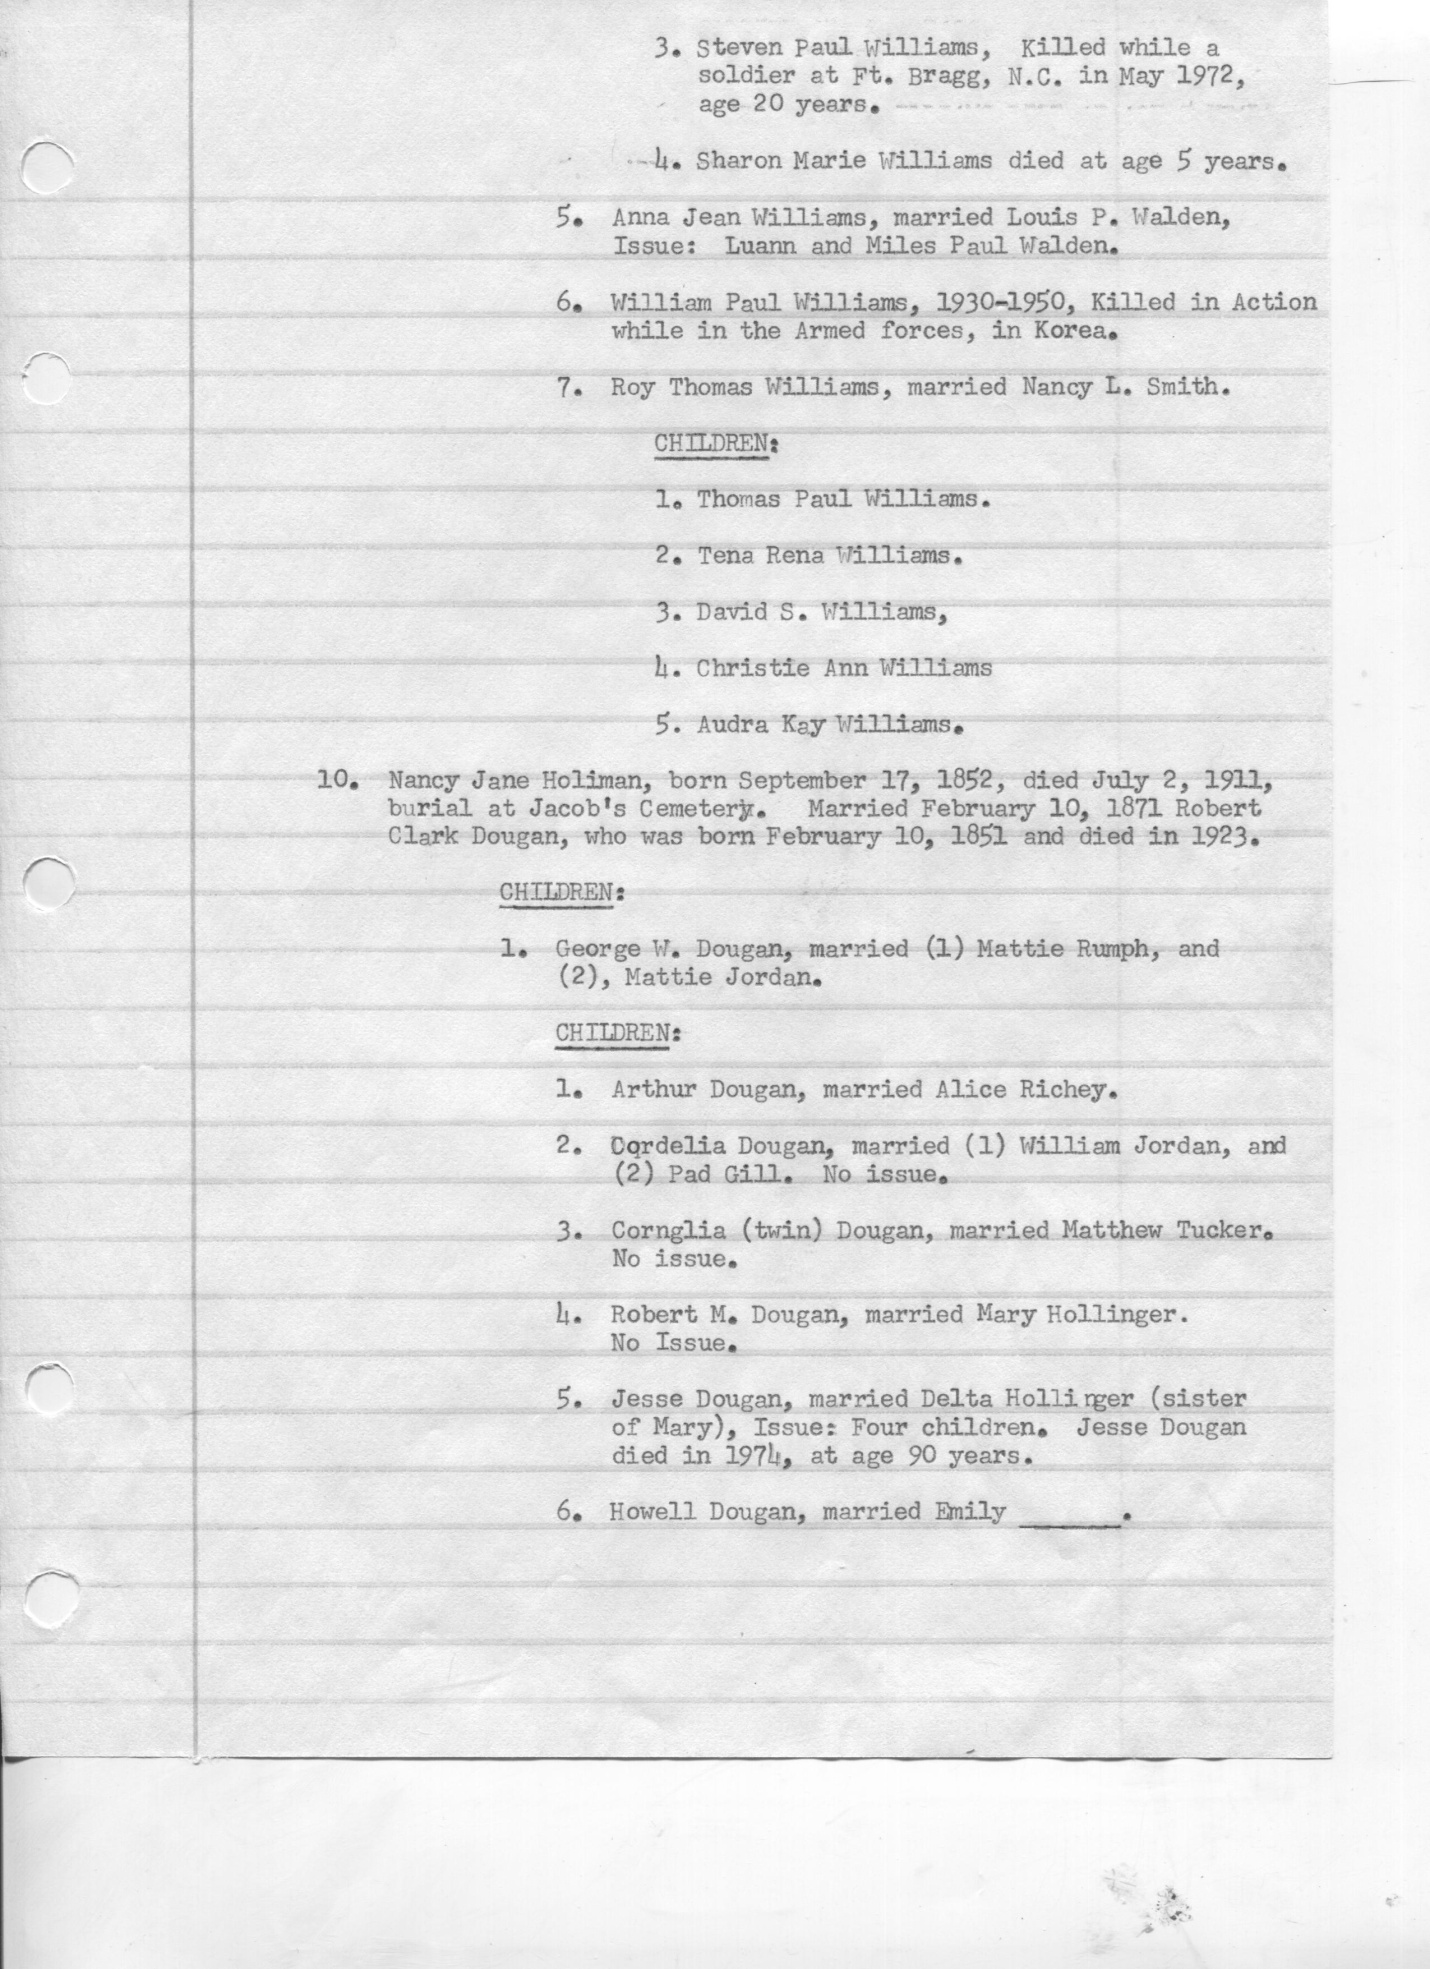 3. Steven Paul Williams, Killed while a
soldier at Ft. Bragg, N.C. in May 1972,
age 20 years.
4. Sharon Marie Williams died at age 5 years.
5. Anna Jean Williams, married Louis P. Walden,
Issue: Luann and Miles Paul Walden.
6. William Paul Williams, 1930-1950, Killed in Action
while in the Armed forces, in Korea.
7. Roy Thomas Williams, married Nancy L. Smith.
CHILDREN:
1. Thomas Paul Williams.
2. Tena Rena Williams.
3. David S. Williams,
4. Christie Ann Williams
5. Audra Kay Williams.
10. Nancy Jane Holiman, born September 17, 1852, died July 2, 1911,
burial at Jacob's Cemetery. Married February 10, 1871 Robert
Clark Dougan, who was born February 10, 1851 and died in 1923.
CHILDREN:
1. George W. Dougan, married (1) Mattie Rumph, and
(2), Mattie Jordan.
CHILDREN:
1. Arthur Dougan, married Alice Richey.
2. Cordelia Dougan, married (1) William Jordan, and
(2) Pad Gill. No issue.
3. Cornglia (twin) Dougan, married Matthew Tucker.
No issue.
4. Robert M. Dougan, married Mary Hollinger.
No Issue.
5. Jesse Dougan, married Delta Hollinger (sister
of Mary), Issue: Four children. Jesse Dougan
died in 1974, at age 90 years.
6. Howell Dougan, married Emily _______.